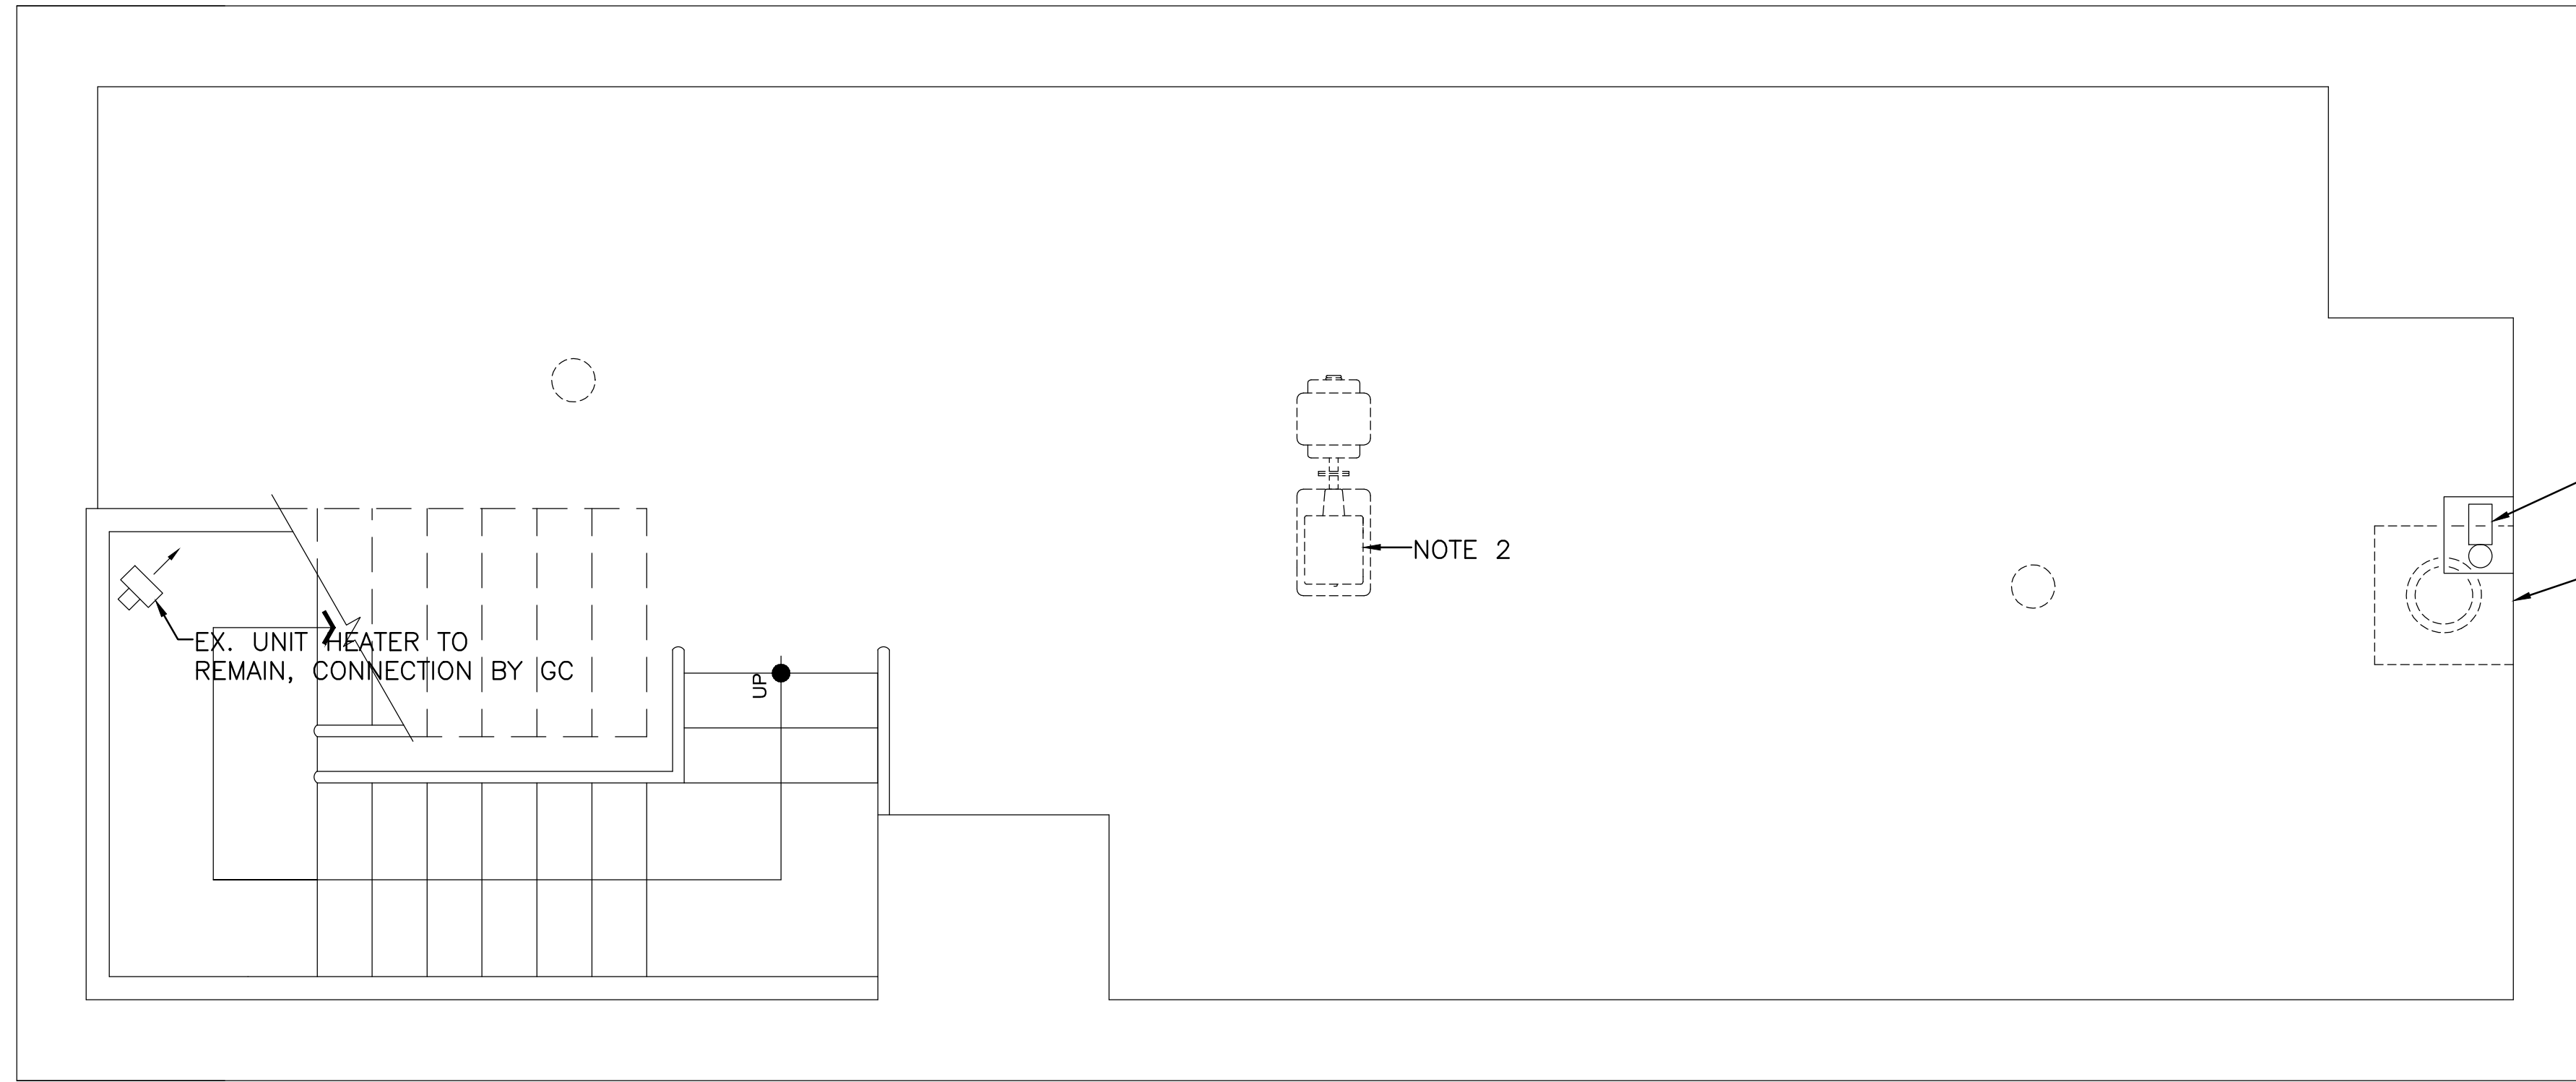 NOTE 2
EX. UNIT HEATER TO
REMAIN, CONNECTION BY GC
UP